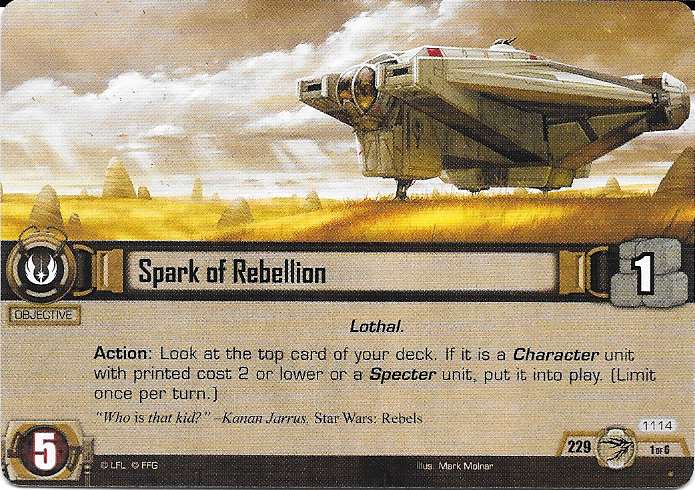 Spark of Rebellion
1
OBJECTIVE
Lothal.
Action: Look at the top card of your deck. If it is a Character unit
with printed cost 2 or lower or a Specter unit, put it into play. (Limit
once per turn.)
"Who is that kid?" –Kanan Jarrus, Star Wars: Rebels
1114
5
229
1 OF 6
© LFL © FFG
Illus. Mark Molnar